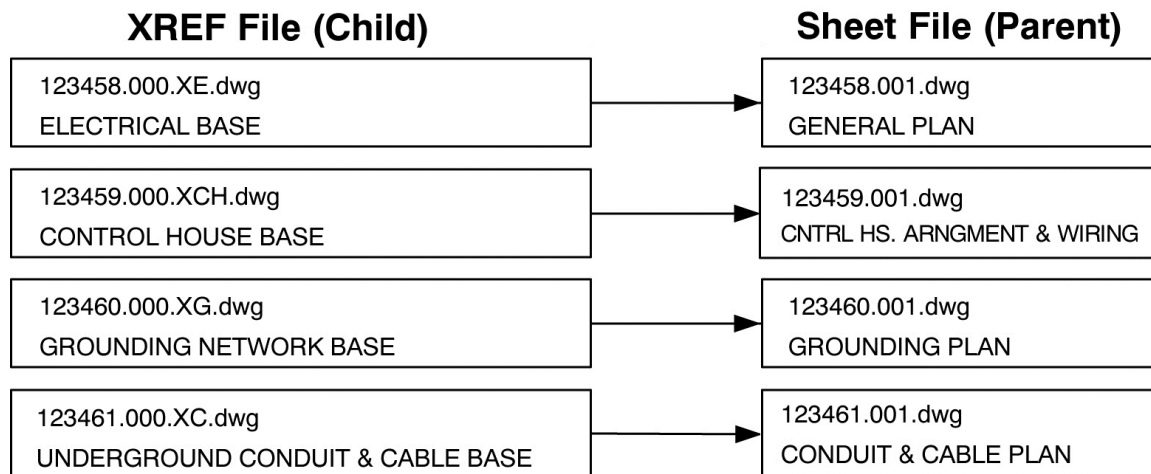 XREF File (Child)
Sheet File (Parent)
123458.000.XE.dwg
ELECTRICAL BASE
123458.001.dwg
GENERAL PLAN
123459.000.XCH.dwg
CONTROL HOUSE BASE
123459.001.dwg
CNTRL HS. ARNGMENT & WIRING
123460.000.XG.dwg
GROUNDING NETWORK BASE
123460.001.dwg
GROUNDING PLAN
123461.000.XC.dwg
UNDERGROUND CONDUIT & CABLE BASE
123461.001.dwg
CONDUIT & CABLE PLAN